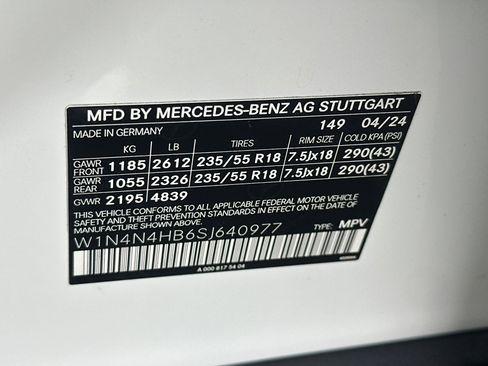 MFD BY MERCEDES-BENZ AG STUTTGART
MADE IN GERMANY 149 04/24
KG LB TIRES RIM SIZE COLD KPA(PSI)
GAWR FRONT 1185 2612 235/55 R18 7.5Jx18 290(43)
GAWR REAR 1055 2326 235/55 R18 7.5Jx18 290(43)
GVWR 2195 4839
THIS VEHICLE CONFORMS TO ALL APPLICABLE FEDERAL MOTOR VEHICLE
SAFETY AND THEFT PREVENTION STANDARDS IN EFFECT ON THE DATE OF
MANUFACTURE SHOWN ABOVE.
W1N4N4HB6SJ640977 TYPE: MPV
A 000 817 54 04